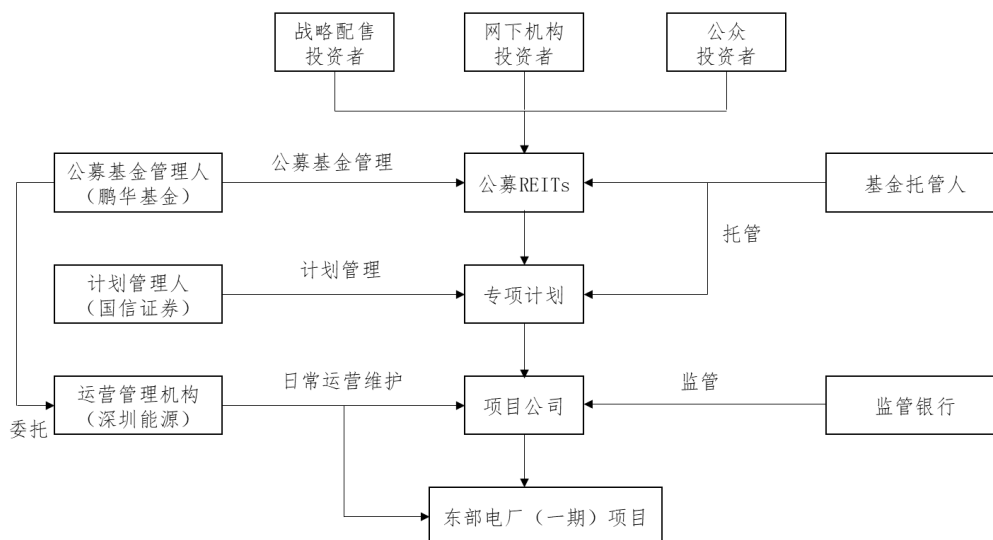 战略配售
投资者
网下机构
投资者
公众
投资者
公募基金管理人
（鹏华基金）
公募基金管理
公募REITs
基金托管人
托管
计划管理人
（国信证券）
计划管理
专项计划
运营管理机构
（深圳能源）
日常运营维护
项目公司
监管
监管银行
委托
东部电厂（一期）项目